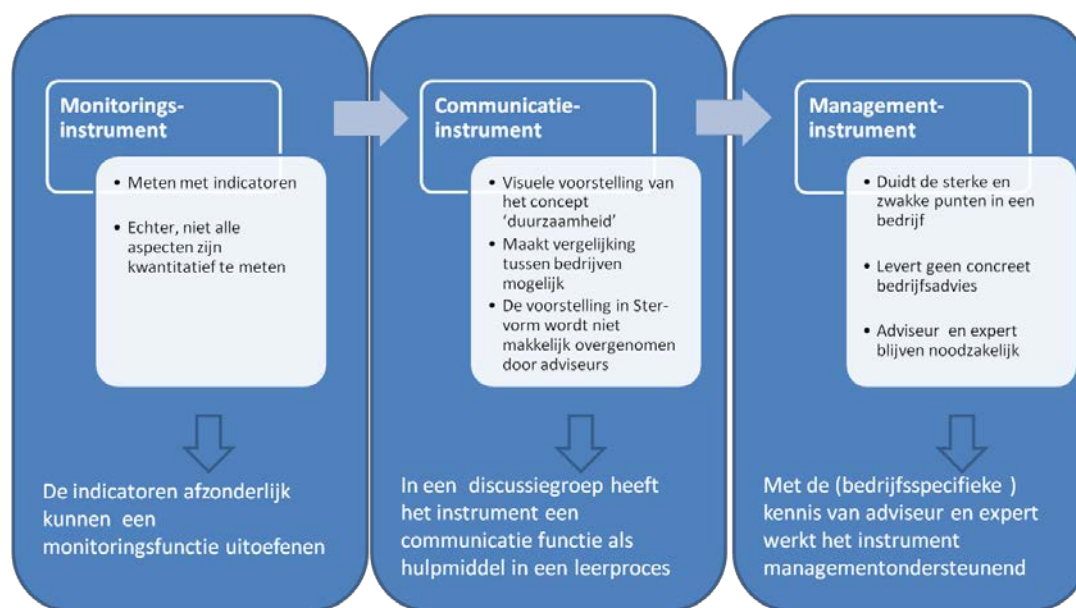 Monitorings-
instrument
• Meten met indicatoren
• Echter, niet alle
aspecten zijn
kwantitatief te meten
De indicatoren afzonderlijk
kunnen een
monitoringsfunctie uitoefenen
Communicatie-
instrument
• Visuele voorstelling van
het concept
‘duurzaamheid’
• Maakt vergelijking
tussen bedrijven
mogelijk
• De voorstelling in Ster-
vorm wordt niet
makkelijk overgenomen
door adviseurs
In een discussiegroep heeft
het instrument een
communicatie functie als
hulpmiddel in een leerproces
Management-
instrument
• Duidt de sterke en
zwakke punten in een
bedrijf
• Levert geen concreet
bedrijfsadvies
• Adviseur en expert
blijven noodzakelijk
Met de (bedrijfsspecifieke )
kennis van adviseur en expert
werkt het instrument
managementondersteunend